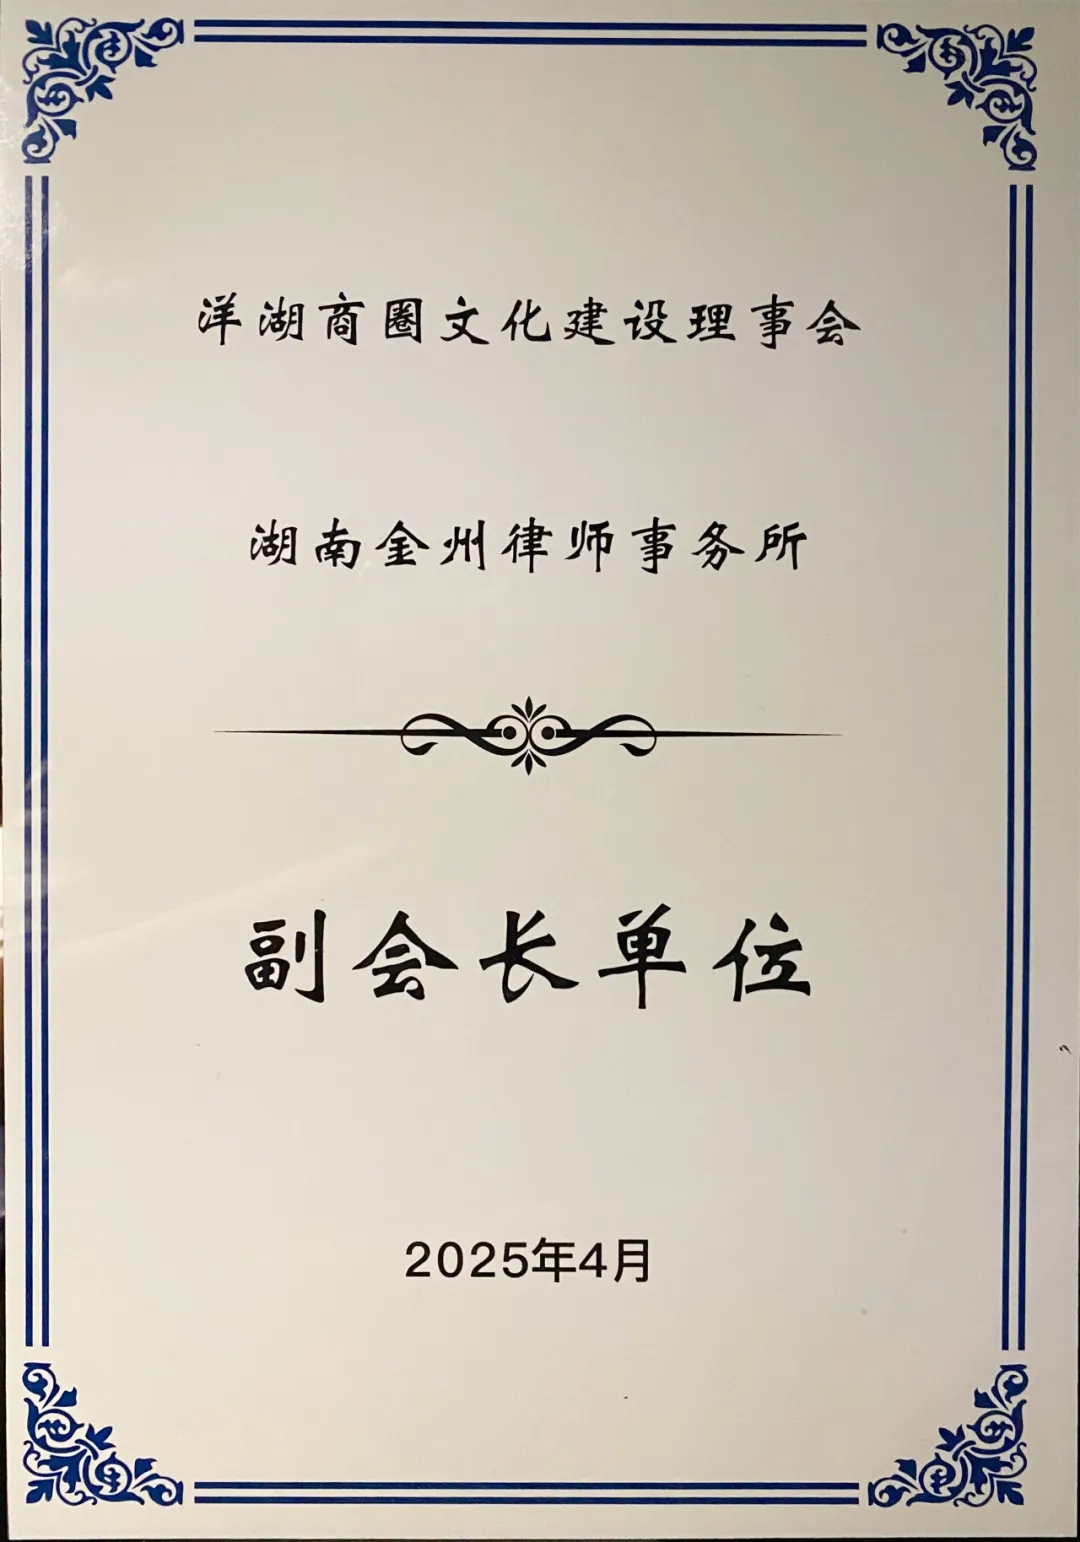 洋湖商圈文化建设理事会
湖南金州律师事务所
副会长单位
2025年4月